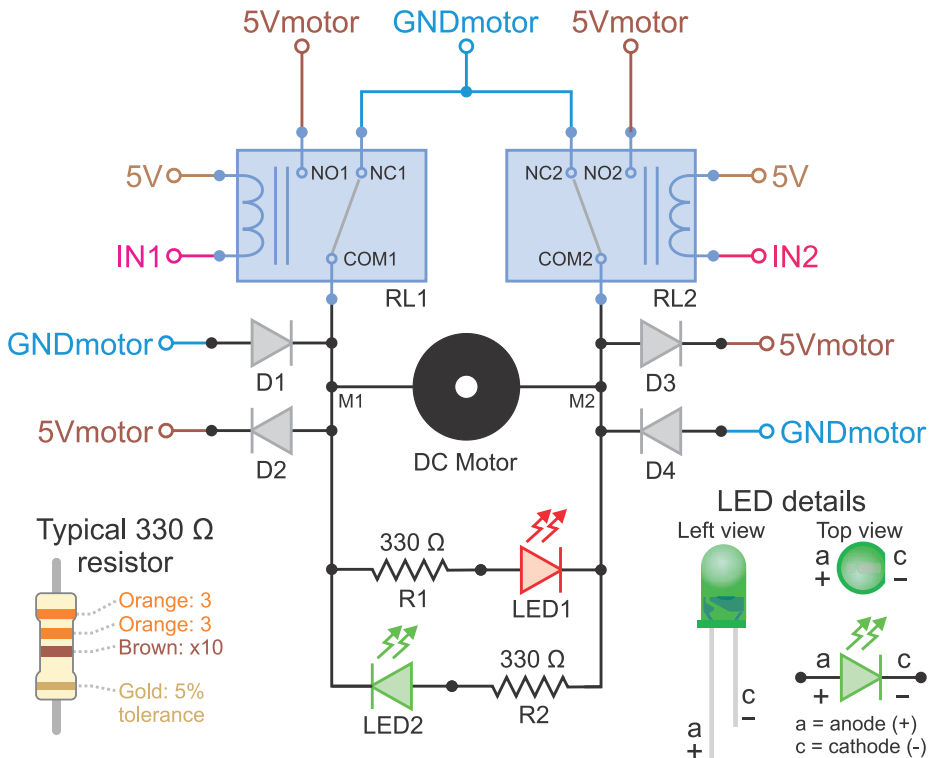 5Vmotor
GNDmotor
5Vmotor
5V
NO1
NC1
NC2
NO2
5V
IN1
COM1
COM2
IN2
RL1
RL2
GNDmotor
D1
D3
5Vmotor
M1
M2
5Vmotor
D2
DC Motor
D4
GNDmotor
Typical 330 Ω
resistor
Orange: 3
Orange: 3
Brown: x10
Gold: 5%
tolerance
330 Ω
R1
LED1
330 Ω
LED2
R2
LED details
Left view
Top view
a
+
c
–
a
+
c
–
a
+
c
–
a = anode (+)
c = cathode (-)